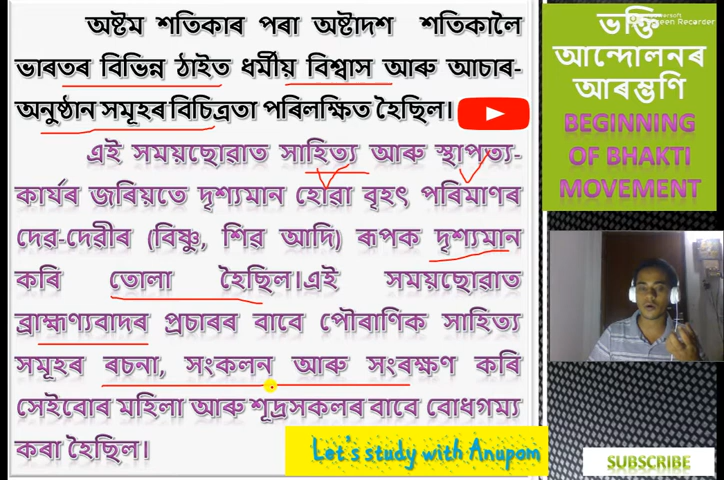 অষ্টম শতিকাৰ পৰা অষ্টাদশ শতিকালৈ
ভাৰতৰ বিভিন্ন ঠাইত ধৰ্মীয় বিশ্বাস আৰু আচাৰ-
অনুষ্ঠান সমূহৰ বিচিত্ৰতা পৰিলক্ষিত হৈছিল।
এই সময়ছোৱাত সাহিত্য আৰু স্থাপত্য-
কাৰ্যৰ জৰিয়তে দৃশ্যমান হোৱা বৃহৎ পৰিমাণৰ
দেৱ-দেৱীৰ (বিষ্ণু, শিৱ আদি) ৰূপক দৃশ্যমান
কৰি তোলা হৈছিল।এই সময়ছোৱাত
ব্ৰাহ্মণ্যবাদৰ প্ৰচাৰৰ বাবে পৌৰাণিক সাহিত্য
সমূহৰ ৰচনা, সংকলন আৰু সংৰক্ষণ কৰি
সেইবোৰ মহিলা আৰু শূদ্ৰসকলৰ বাবে বোধগম্য
কৰা হৈছিল।
Let's study with Anupom
ভক্তি
আন্দোলনৰ
আৰম্ভণি
BEGINNING
OF BHAKTI
MOVEMENT
Recorder
SUBSCRIBE